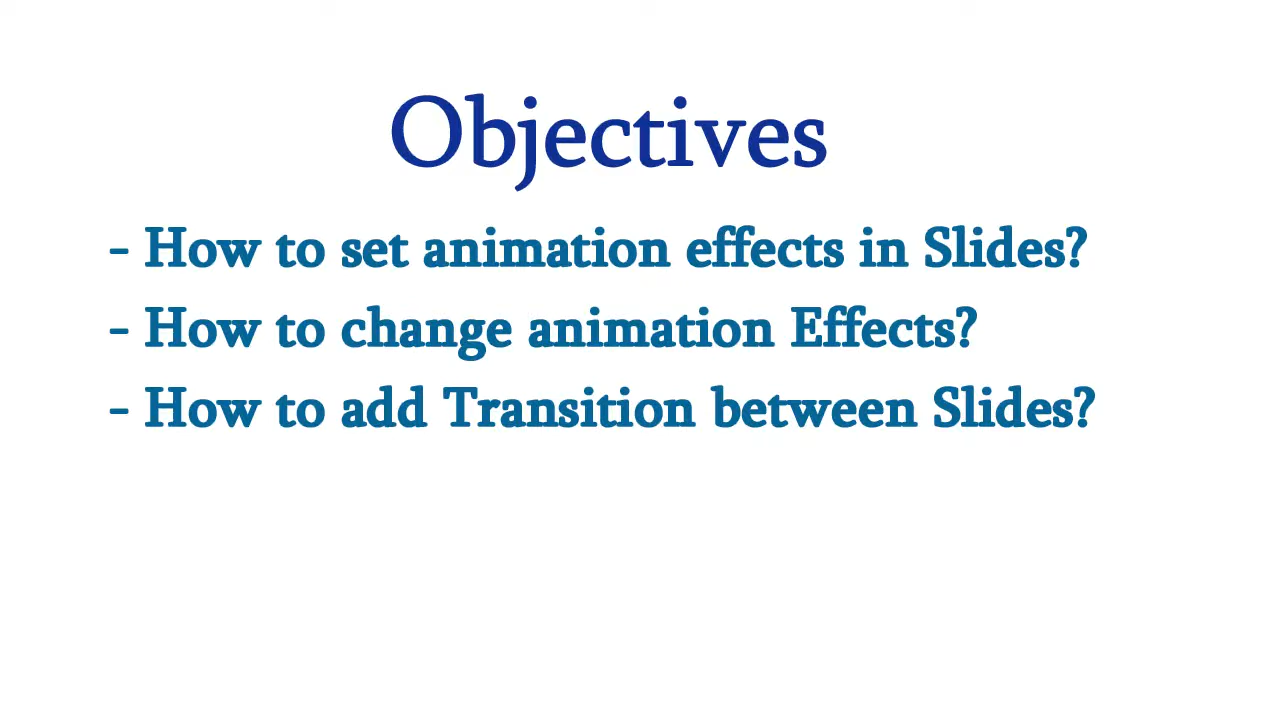 Objectives
- How to set animation effects in Slides?
- How to change animation Effects?
- How to add Transition between Slides?